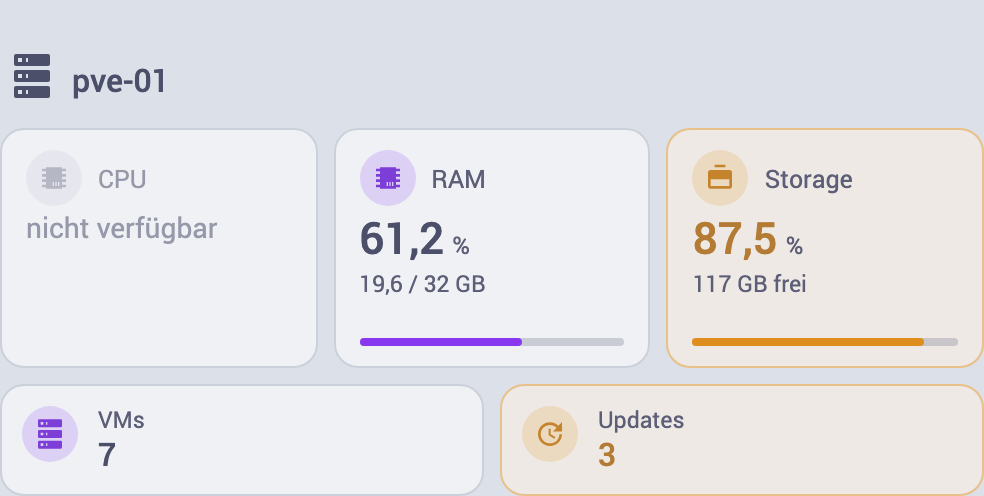 pve-01
CPU
nicht verfügbar
RAM
61,2 %
19,6 / 32 GB
Storage
87,5 %
117 GB frei
VMs
7
Updates
3